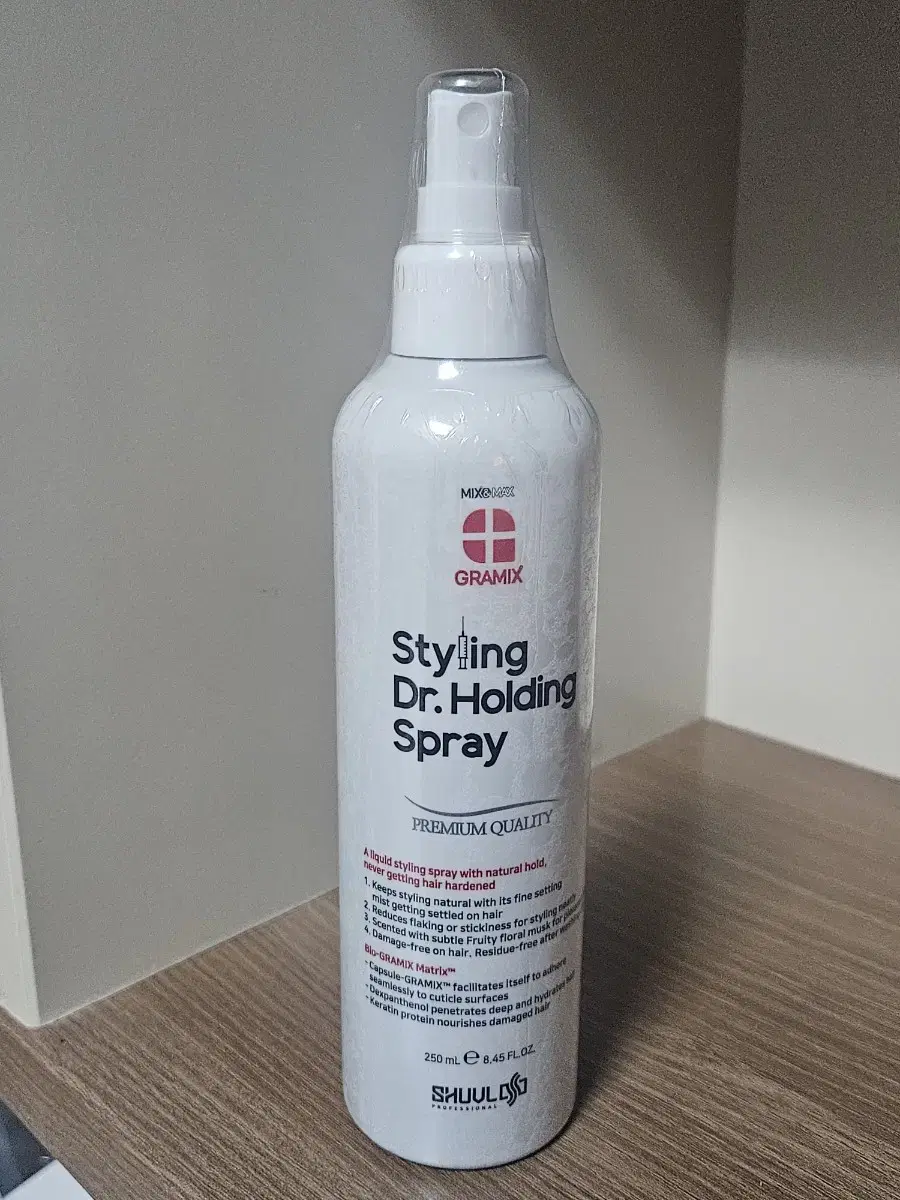 MIX&MAX
GRAMIX
Styling
Dr. Holding
Spray
PREMIUM QUALITY
A liquid styling spray with natural hold,
never getting hair hardened
1. Keeps styling natural with its fine setting
mist getting settled on hair
2. Reduces flaking or stickiness for styling
3. Scented with subtle Fruity floral musk for
4. Damage-free on hair. Residue-free after
Bio-GRAMIX Matrix™
- Capsule-GRAMIX™ facilitates itself to adhere
seamlessly to cuticle surfaces
- Dexpanthenol penetrates deep and hydrates hair
- Keratin protein nourishes damaged hair
250 mL ℮ 8.45 FL.OZ.
SHUUL
PROFESSIONAL